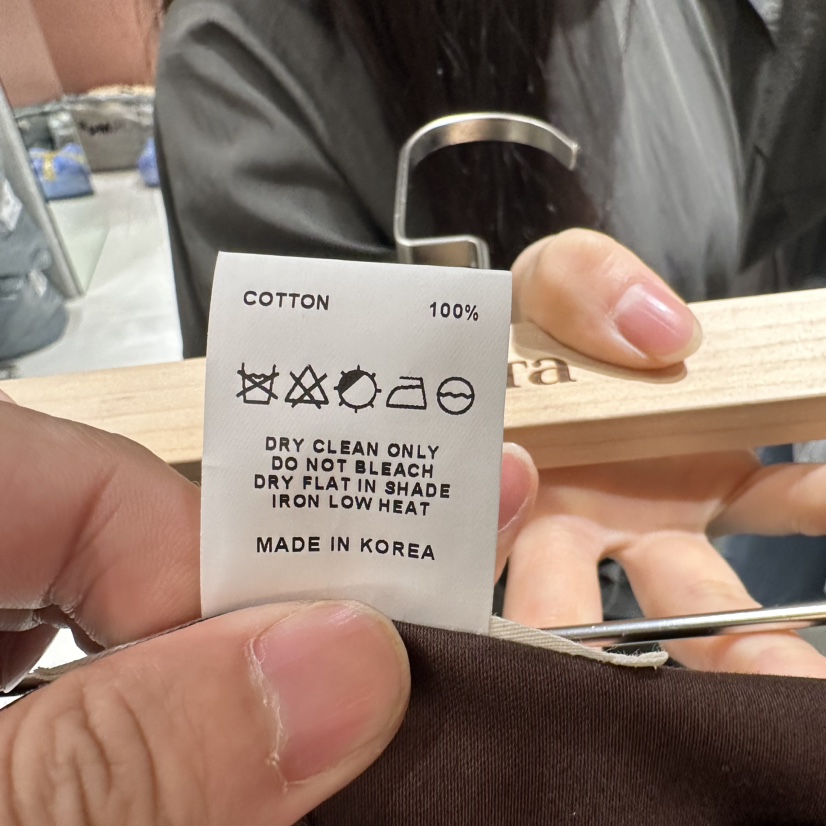 COTTON 100%
DRY CLEAN ONLY
DO NOT BLEACH
DRY FLAT IN SHADE
IRON LOW HEAT
MADE IN KOREA